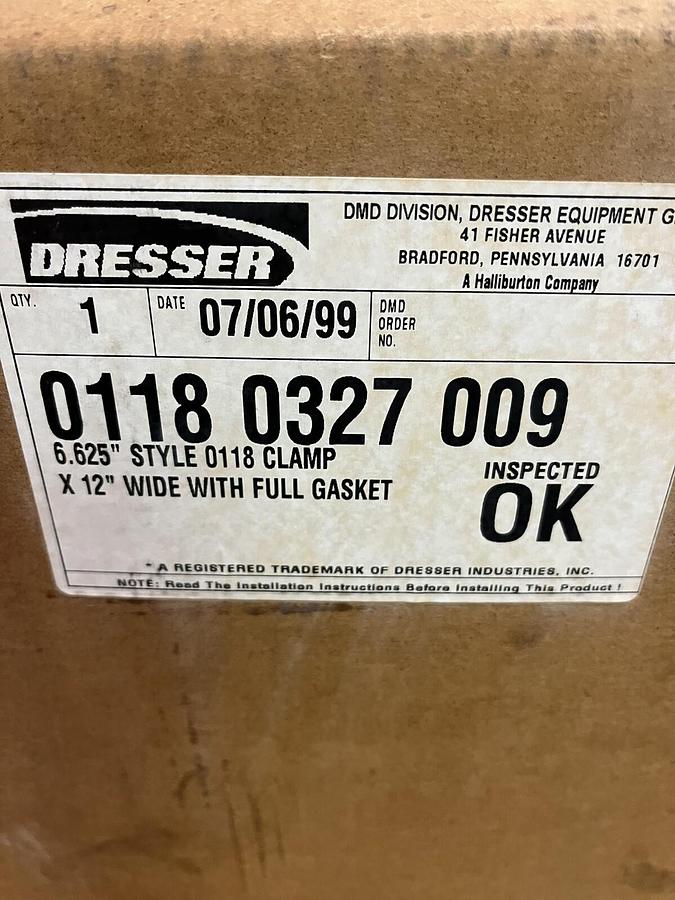 DRESSER
DMD DIVISION, DRESSER EQUIPMENT G
41 FISHER AVENUE
BRADFORD, PENNSYLVANIA 16701
A Halliburton Company
QTY. 1
DATE 07/06/99
DMD
ORDER
NO.
0118 0327 009
6.625" STYLE 0118 CLAMP
X 12" WIDE WITH FULL GASKET
INSPECTED
OK
* A REGISTERED TRADEMARK OF DRESSER INDUSTRIES, INC.
NOTE: Read The Installation Instructions Before Installing This Product !